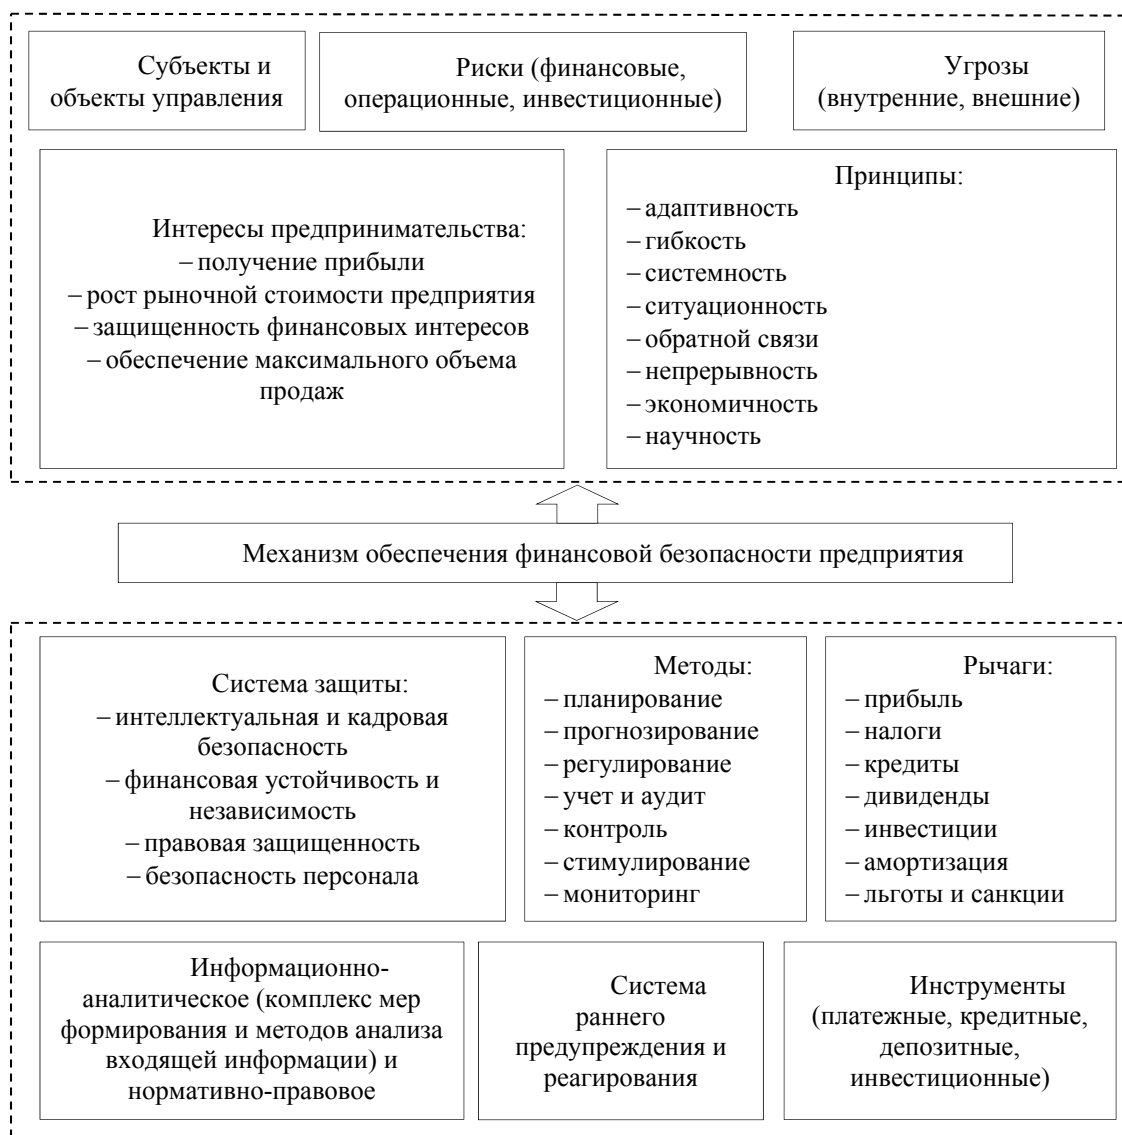 Субъекты и
объекты управления
Риски (финансовые,
операционные, инвестиционные)
Угрозы
(внутренние, внешние)
Интересы предпринимательства:
– получение прибыли
– рост рыночной стоимости предприятия
– защищенность финансовых интересов
– обеспечение максимального объема
продаж
Принципы:
– адаптивность
– гибкость
– системность
– ситуационность
– обратной связи
– непрерывность
– экономичность
– научность
Механизм обеспечения финансовой безопасности предприятия
Система защиты:
– интеллектуальная и кадровая
безопасность
– финансовая устойчивость и
независимость
– правовая защищенность
– безопасность персонала
Методы:
– планирование
– прогнозирование
– регулирование
– учет и аудит
– контроль
– стимулирование
– мониторинг
Рычаги:
– прибыль
– налоги
– кредиты
– дивиденды
– инвестиции
– амортизация
– льготы и санкции
Информационно-
аналитическое (комплекс мер
формирования и методов анализа
входящей информации) и
нормативно-правовое
Система
раннего
предупреждения и
реагирования
Инструменты
(платежные, кредитные,
депозитные,
инвестиционные)